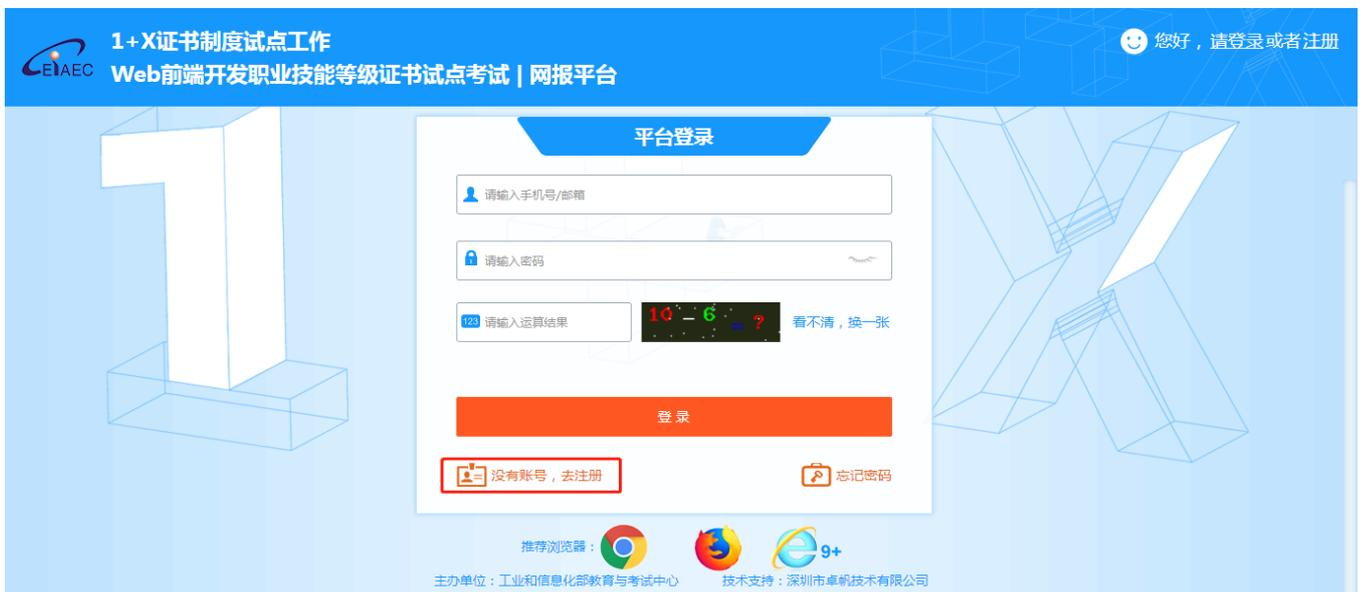 CEIAEC
1+X证书制度试点工作
Web前端开发职业技能等级证书试点考试 | 网报平台
您好，请登录或者注册
平台登录
请输入手机号/邮箱
请输入密码
123 请输入运算结果
10 - 6 = ?
看不清，换一张
登 录
没有账号，去注册
忘记密码
推荐浏览器：
9+
主办单位：工业和信息化部教育与考试中心
技术支持：深圳市卓帆技术有限公司